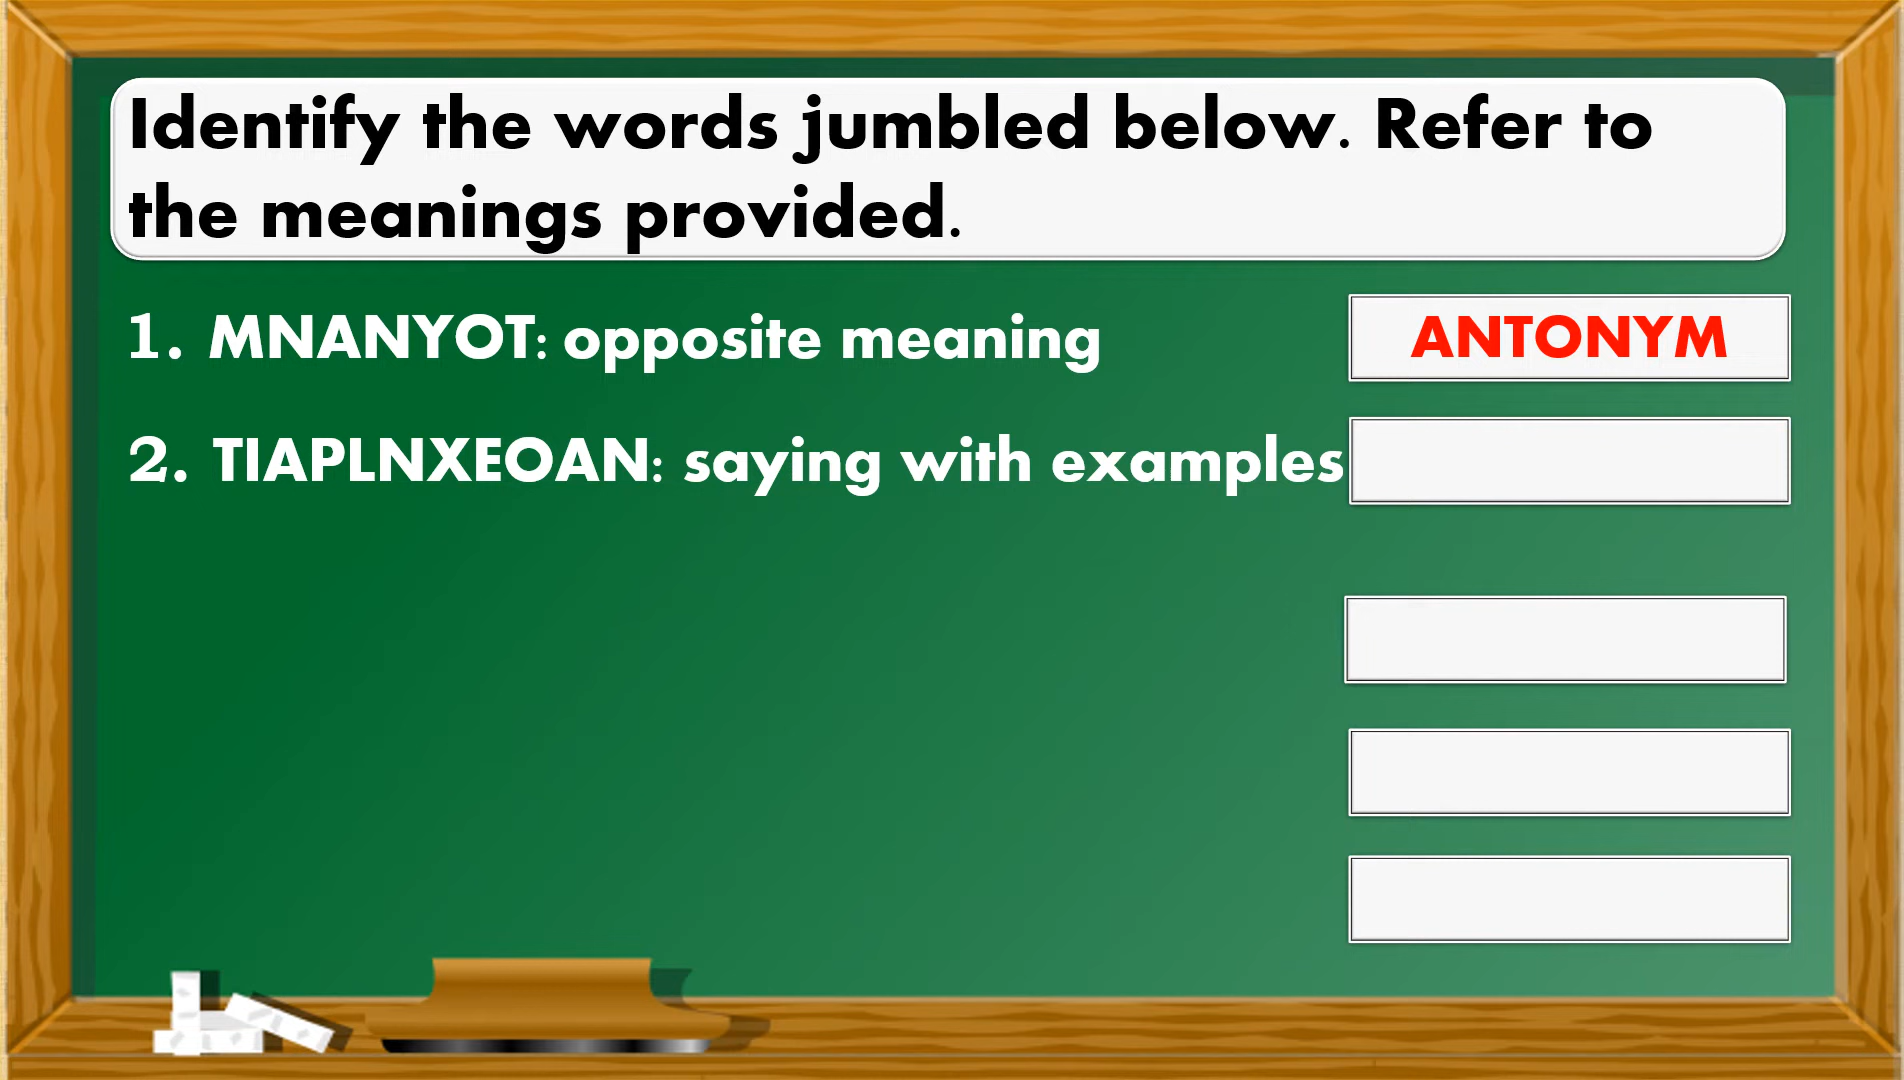 Identify the words jumbled below. Refer to
the meanings provided.
1. MNANYOT: opposite meaning
ANTONYM
2. TIAPLNXEOAN: saying with examples